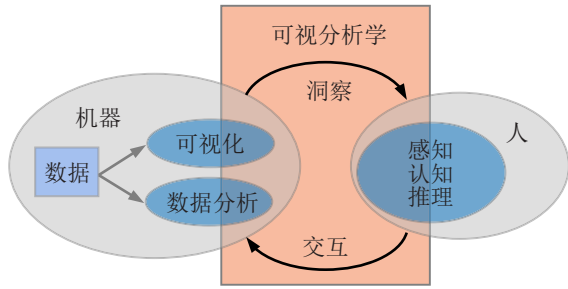 可视分析学
洞察
机器
人
可视化
数据
数据分析
感知
认知
推理
交互